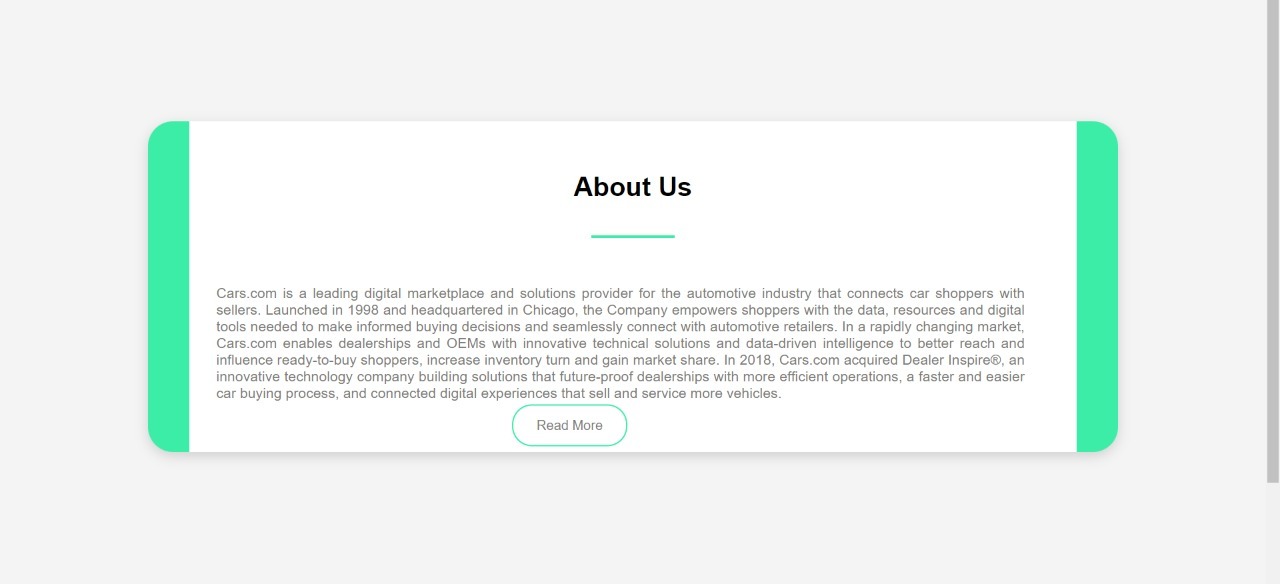 About Us
Cars.com is a leading digital marketplace and solutions provider for the automotive industry that connects car shoppers with
sellers. Launched in 1998 and headquartered in Chicago, the Company empowers shoppers with the data, resources and digital
tools needed to make informed buying decisions and seamlessly connect with automotive retailers. In a rapidly changing market,
Cars.com enables dealerships and OEMs with innovative technical solutions and data-driven intelligence to better reach and
influence ready-to-buy shoppers, increase inventory turn and gain market share. In 2018, Cars.com acquired Dealer Inspire®, an
innovative technology company building solutions that future-proof dealerships with more efficient operations, a faster and easier
car buying process, and connected digital experiences that sell and service more vehicles.
Read More